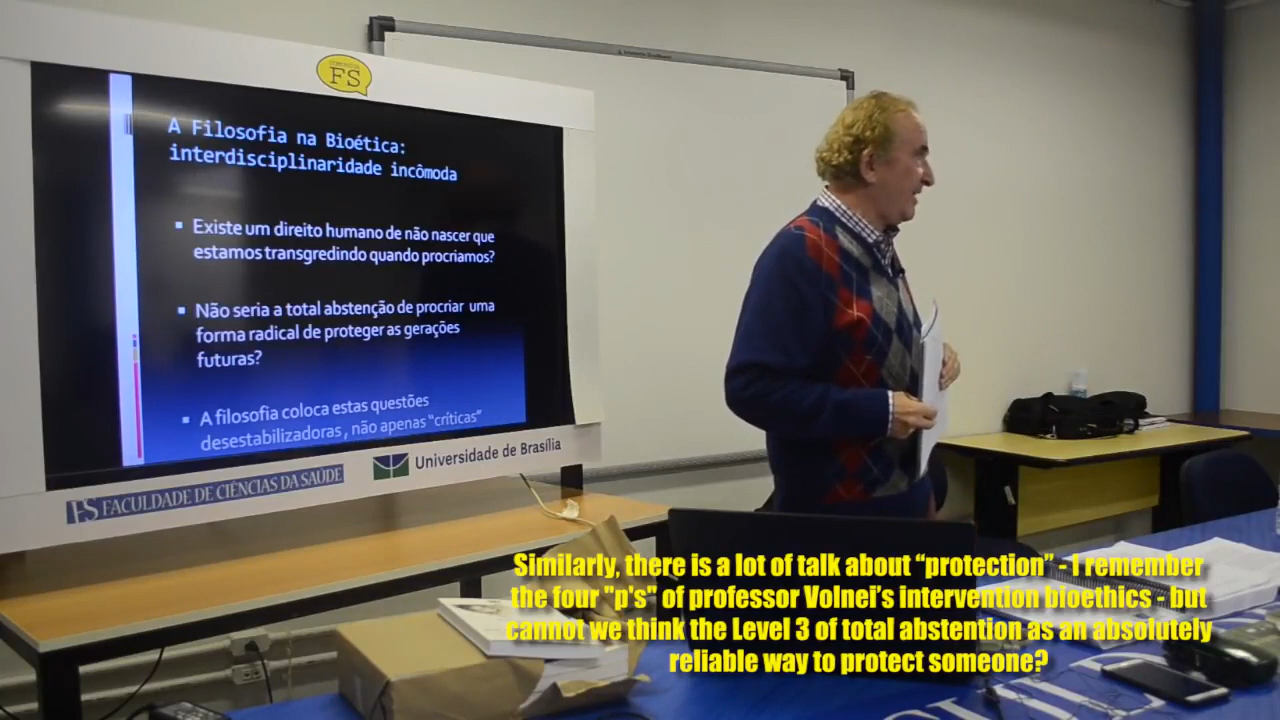 FS
A Filosofia na Bioética:
interdisciplinaridade incômoda
Existe um direito humano de não nascer que
estamos transgredindo quando procriamos?
Não seria a total abstenção de procriar uma
forma radical de proteger as gerações
futuras?
A filosofia coloca estas questões
desestabilizadoras, não apenas “críticas”
FS FACULDADE DE CIÊNCIAS DA SAÚDE
Universidade de Brasília
Similarly, there is a lot of talk about “protection” - I remember
the four "p's" of professor Volnei’s intervention bioethics - but
cannot we think the Level 3 of total abstention as an absolutely
reliable way to protect someone?